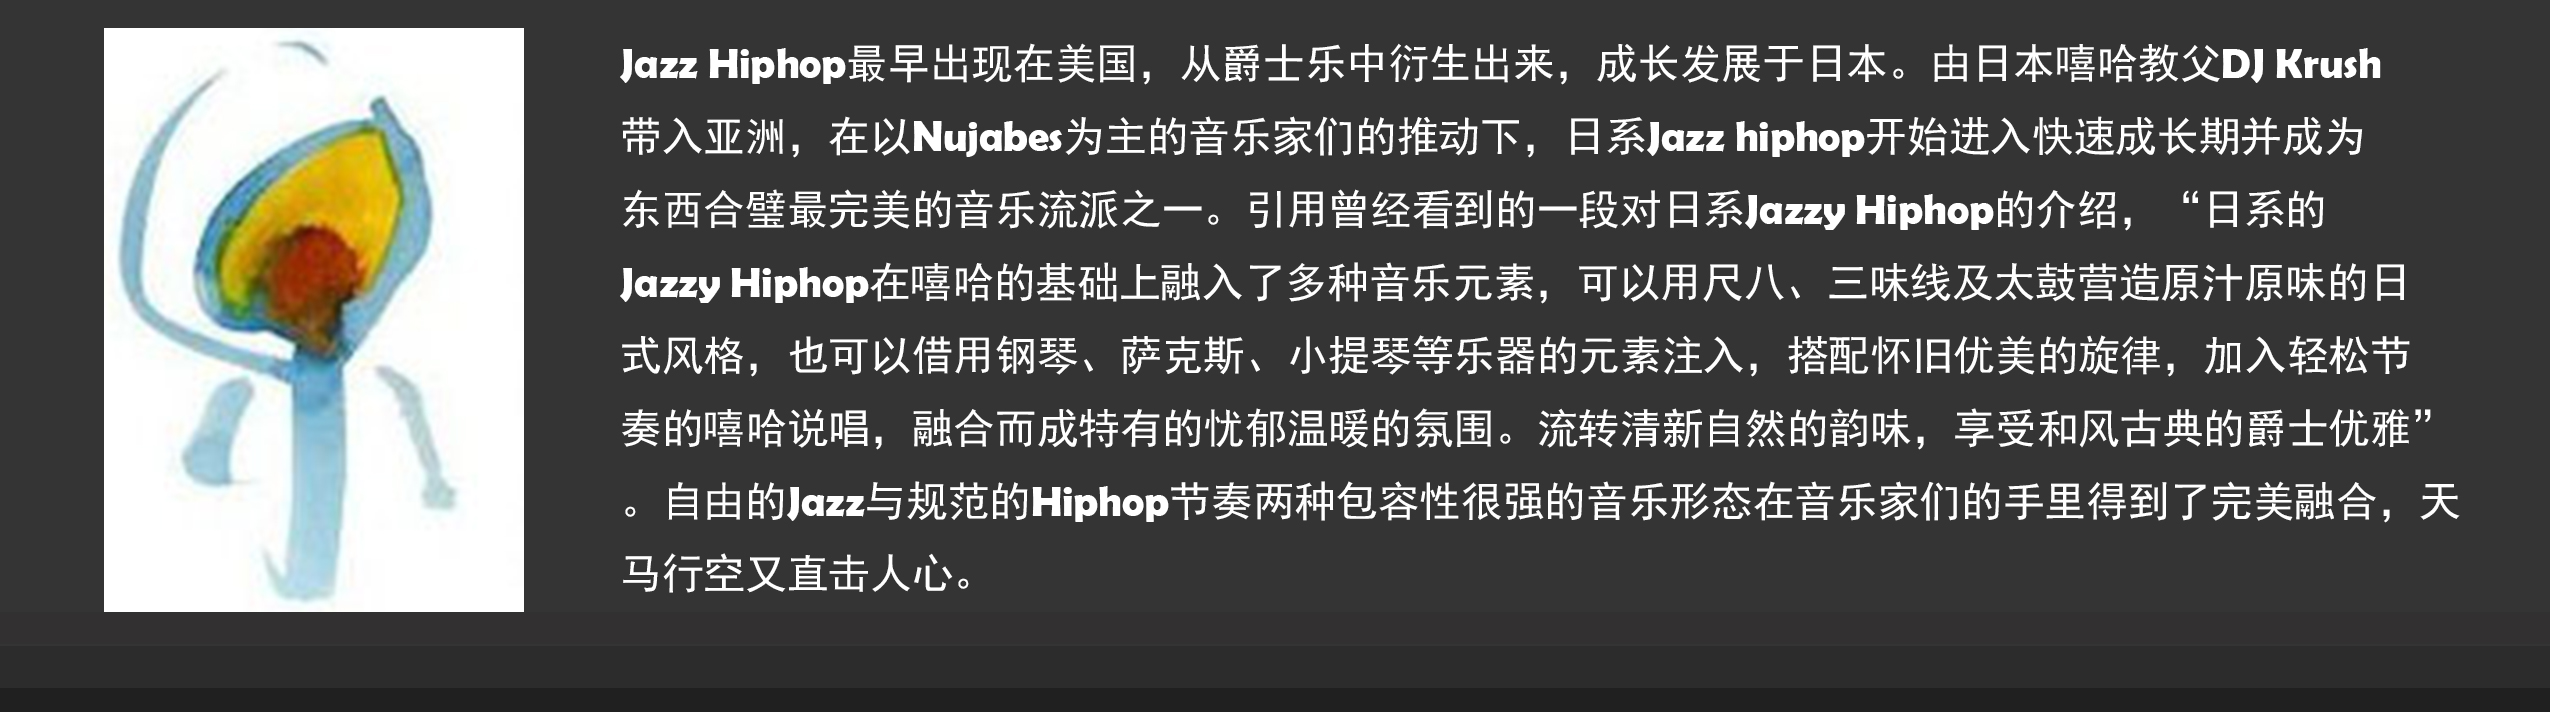 Jazz Hiphop最早出现在美国，从爵士乐中衍生出来，成长发展于日本。由日本嘻哈教父DJ Krush
带入亚洲，在以Nujabes为主的音乐家们的推动下，日系Jazz hiphop开始进入快速成长期并成为
东西合璧最完美的音乐流派之一。引用曾经看到的一段对日系Jazzy Hiphop的介绍，“日系的
Jazzy Hiphop在嘻哈的基础上融入了多种音乐元素，可以用尺八、三味线及太鼓营造原汁原味的日
式风格，也可以借用钢琴、萨克斯、小提琴等乐器的元素注入，搭配怀旧优美的旋律，加入轻松节
奏的嘻哈说唱，融合而成特有的忧郁温暖的氛围。流转清新自然的韵味，享受和风古典的爵士优雅”
。自由的Jazz与规范的Hiphop节奏两种包容性很强的音乐形态在音乐家们的手里得到了完美融合，天
马行空又直击人心。